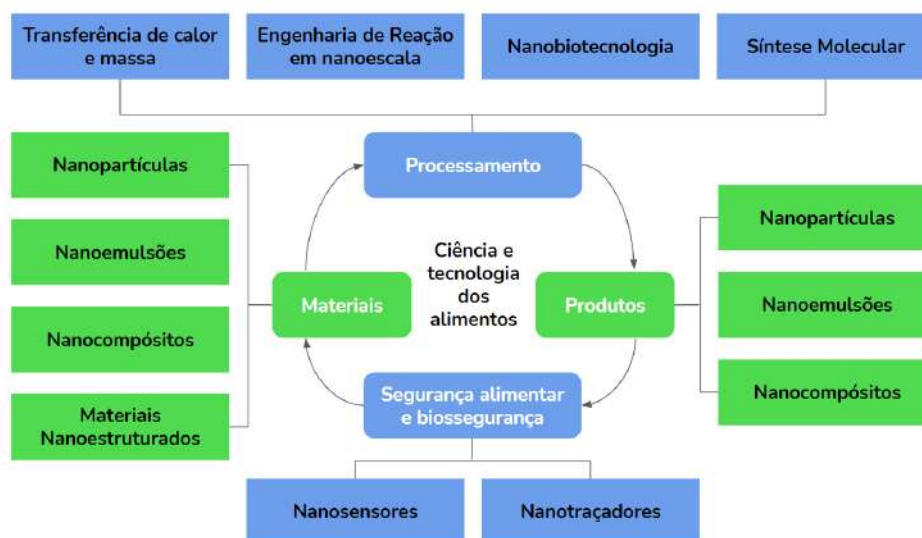 Transferência de calor
e massa
Engenharia de Reação
em nanoescala
Nanobiotecnologia
Síntese Molecular
Processamento
Nanopartículas
Nanoemulsões
Nanocompósitos
Materiais
Nanoestruturados
Materiais
Ciência e
tecnologia
dos
alimentos
Produtos
Nanopartículas
Nanoemulsões
Nanocompósitos
Segurança alimentar
e biossegurança
Nanosensores
Nanotraçadores